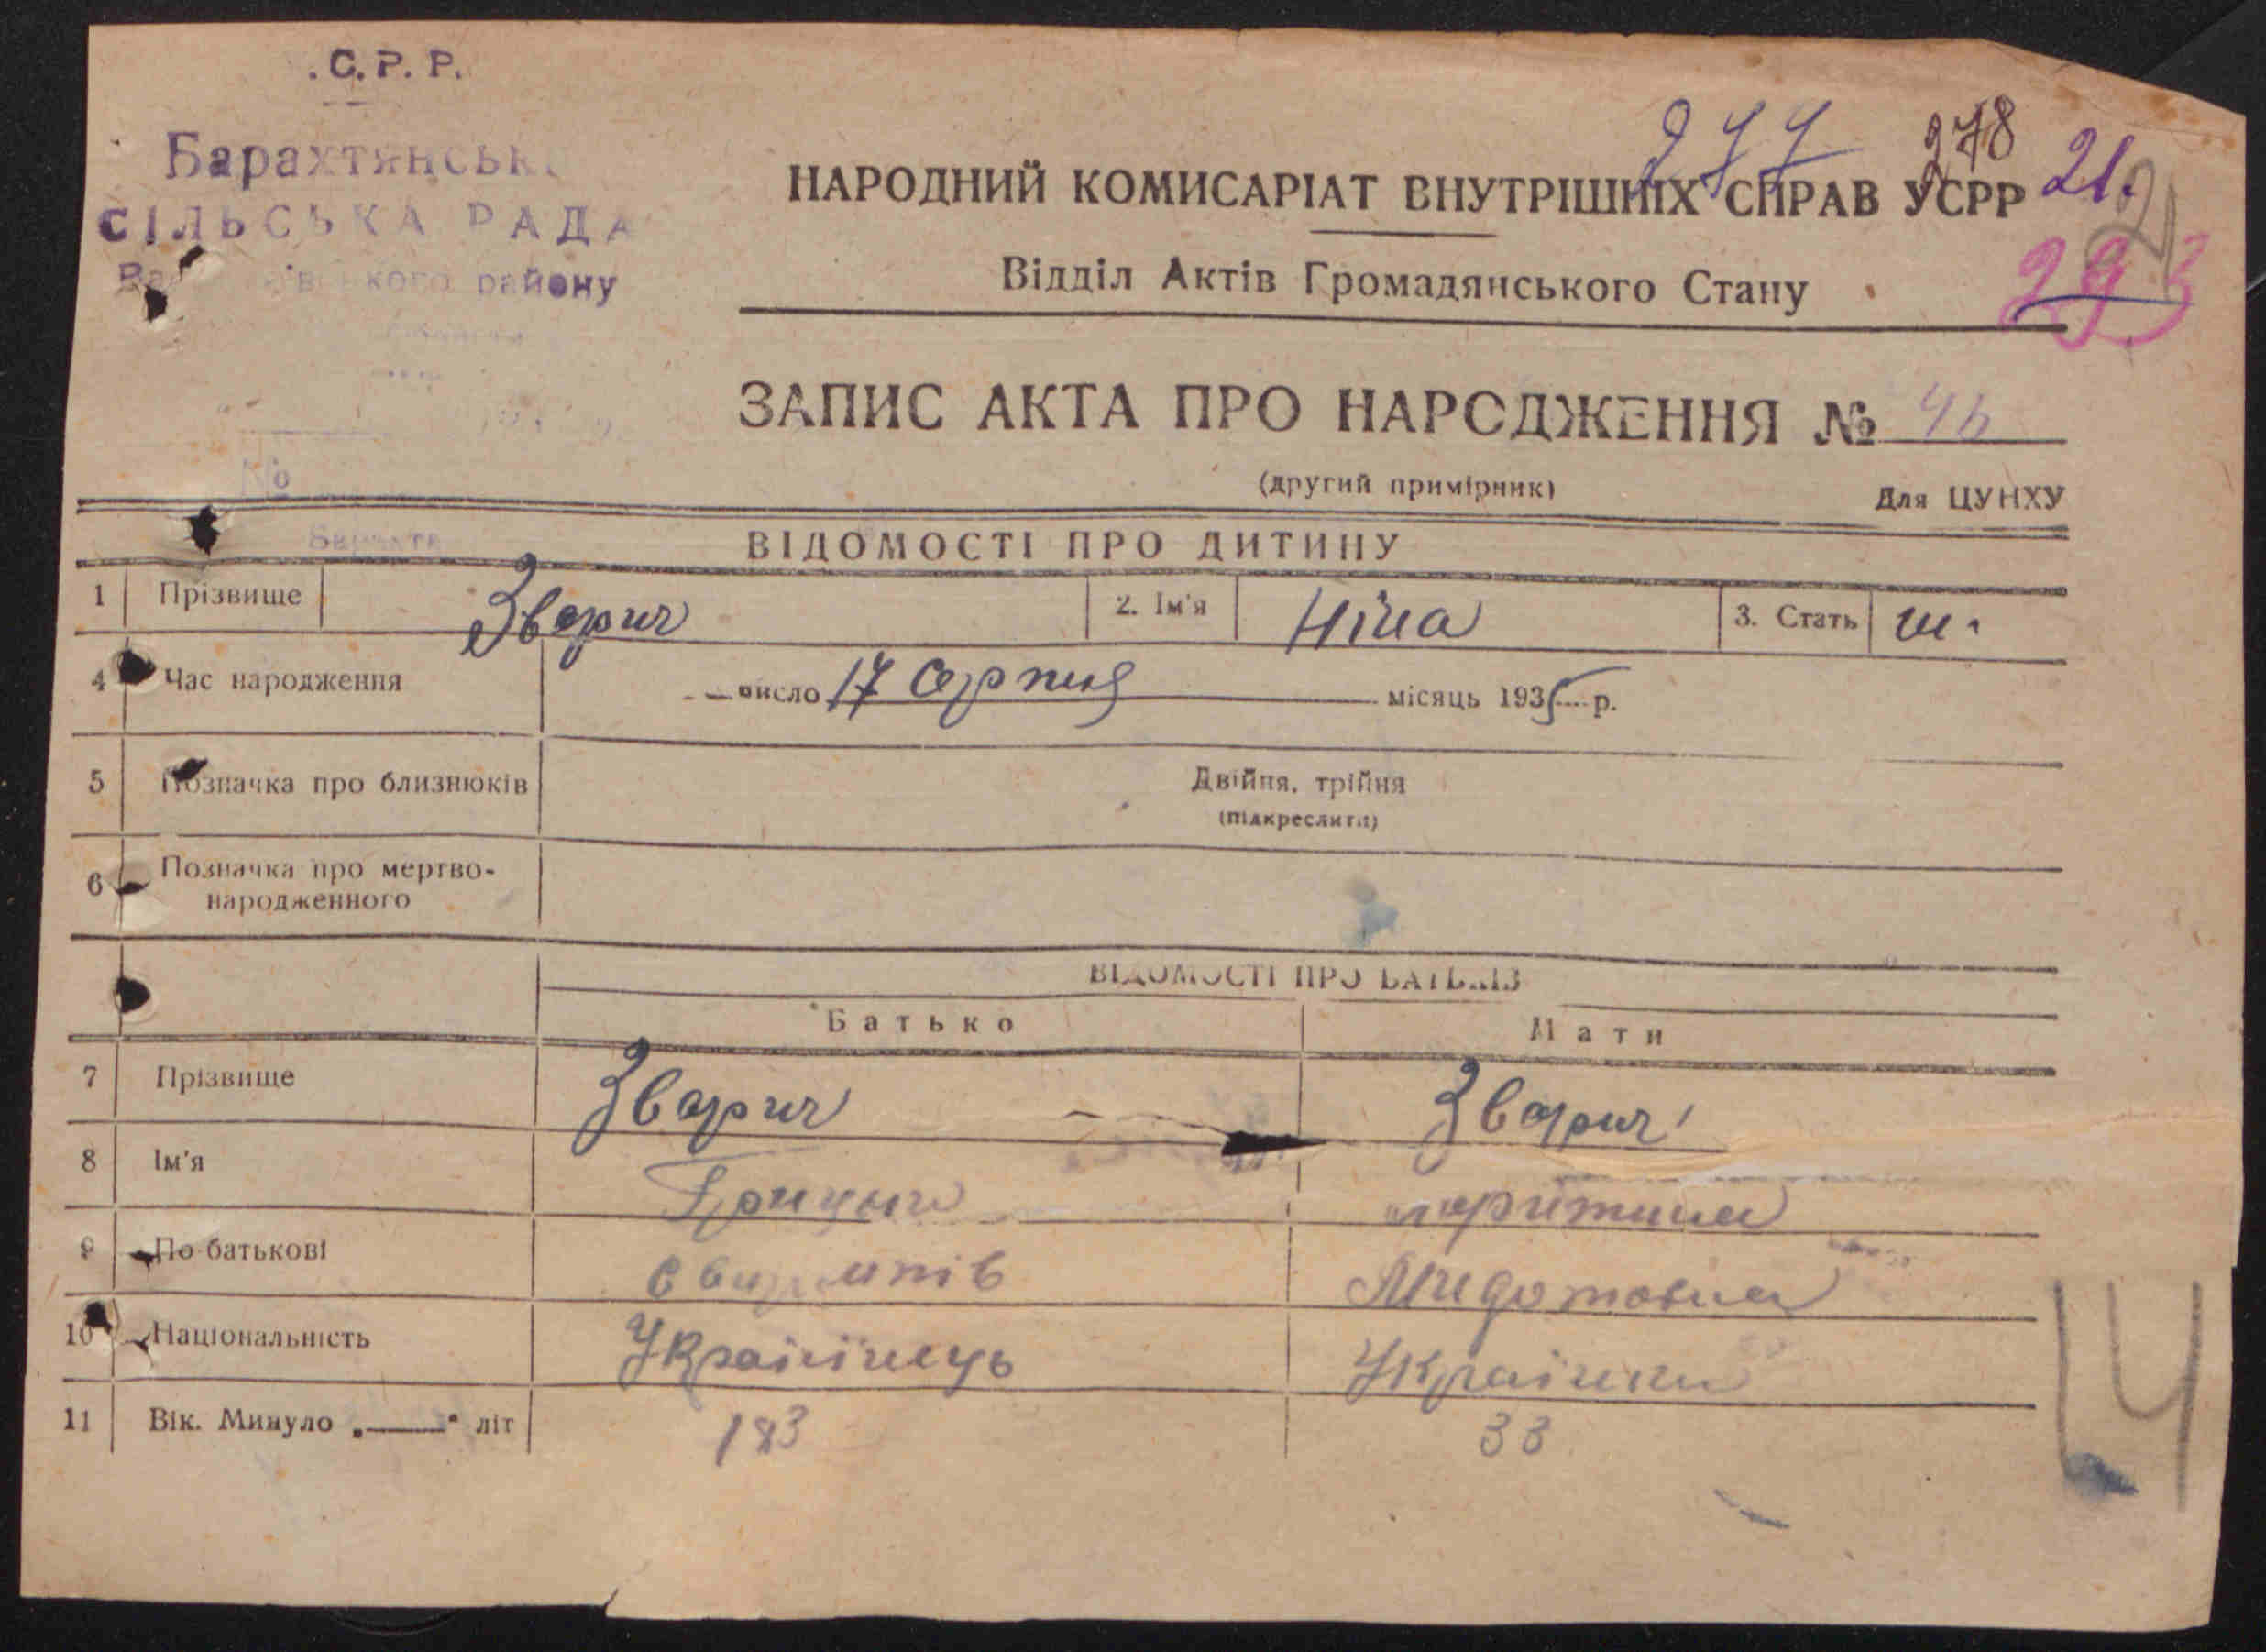 .С.Р.Р.
Барахтянськ
СІЛЬСЬКА РАДА
району
277 278 21.
НАРОДНИЙ КОМИСАРІАТ ВНУТРІШНІХ СПРАВ УСРР
293
Відділ Актів Громадянського Стану
ЗАПИС АКТА ПРО НАРОДЖЕННЯ №
(другий примірник)
Для ЦУНХУ
ВІДОМОСТІ ПРО ДИТИНУ
1 Прізвище Зварич 2. Ім'я Ніна 3. Стать ж.
4 Час народження число 17 серпня місяць 1935 р.
5 Позначка про близнюків Двійня, трійня
(підкреслити)
6 Позначка про мертво-
народженного
ВІДОМОСТІ ПРО БАТЬКІВ
Батько Мати
7 Прізвище Зварич Зварич
8 Ім'я
9 По батькові
10 Національність Українець Українка
11 Вік. Минуло „——" літ 33